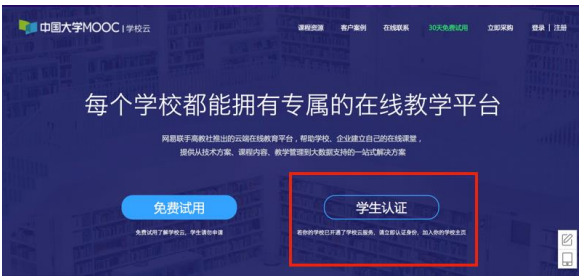 中国大学MOOC | 学校云
课程资源 客户案例 在线联系 30天免费试用 立即采购 登录 | 注册
每个学校都能拥有专属的在线教学平台
网易联手高教社推出的云端在线教育平台，帮助学校、企业建立自己的在线课堂，
提供从技术方案、课程内容、教学管理到大数据支持的一站式解决方案
免费试用 学生认证
免费试用了解学校云，学生请勿申请 若你的学校已开通了学校云服务，请立即认证身份，加入你的学校主页